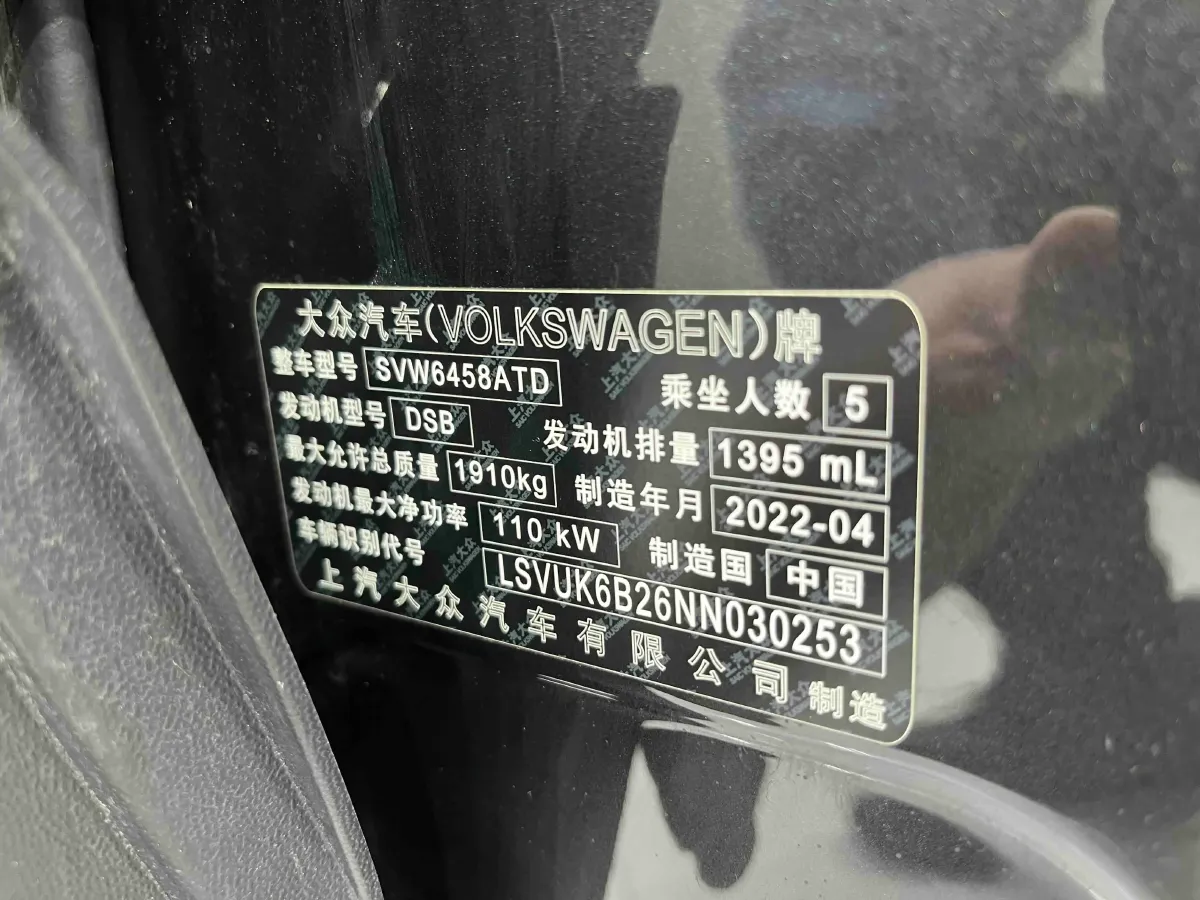 大众汽车(VOLKSWAGEN)牌
整车型号 SVW6458ATD 乘坐人数 5
发动机型号 DSB 发动机排量 1395 mL
最大允许总质量 1910kg 制造年月 2022-04
发动机最大净功率 110 kW 制造国 中国
车辆识别代号 LSVUK6B26NN030253
上汽大众汽车有限公司 制造